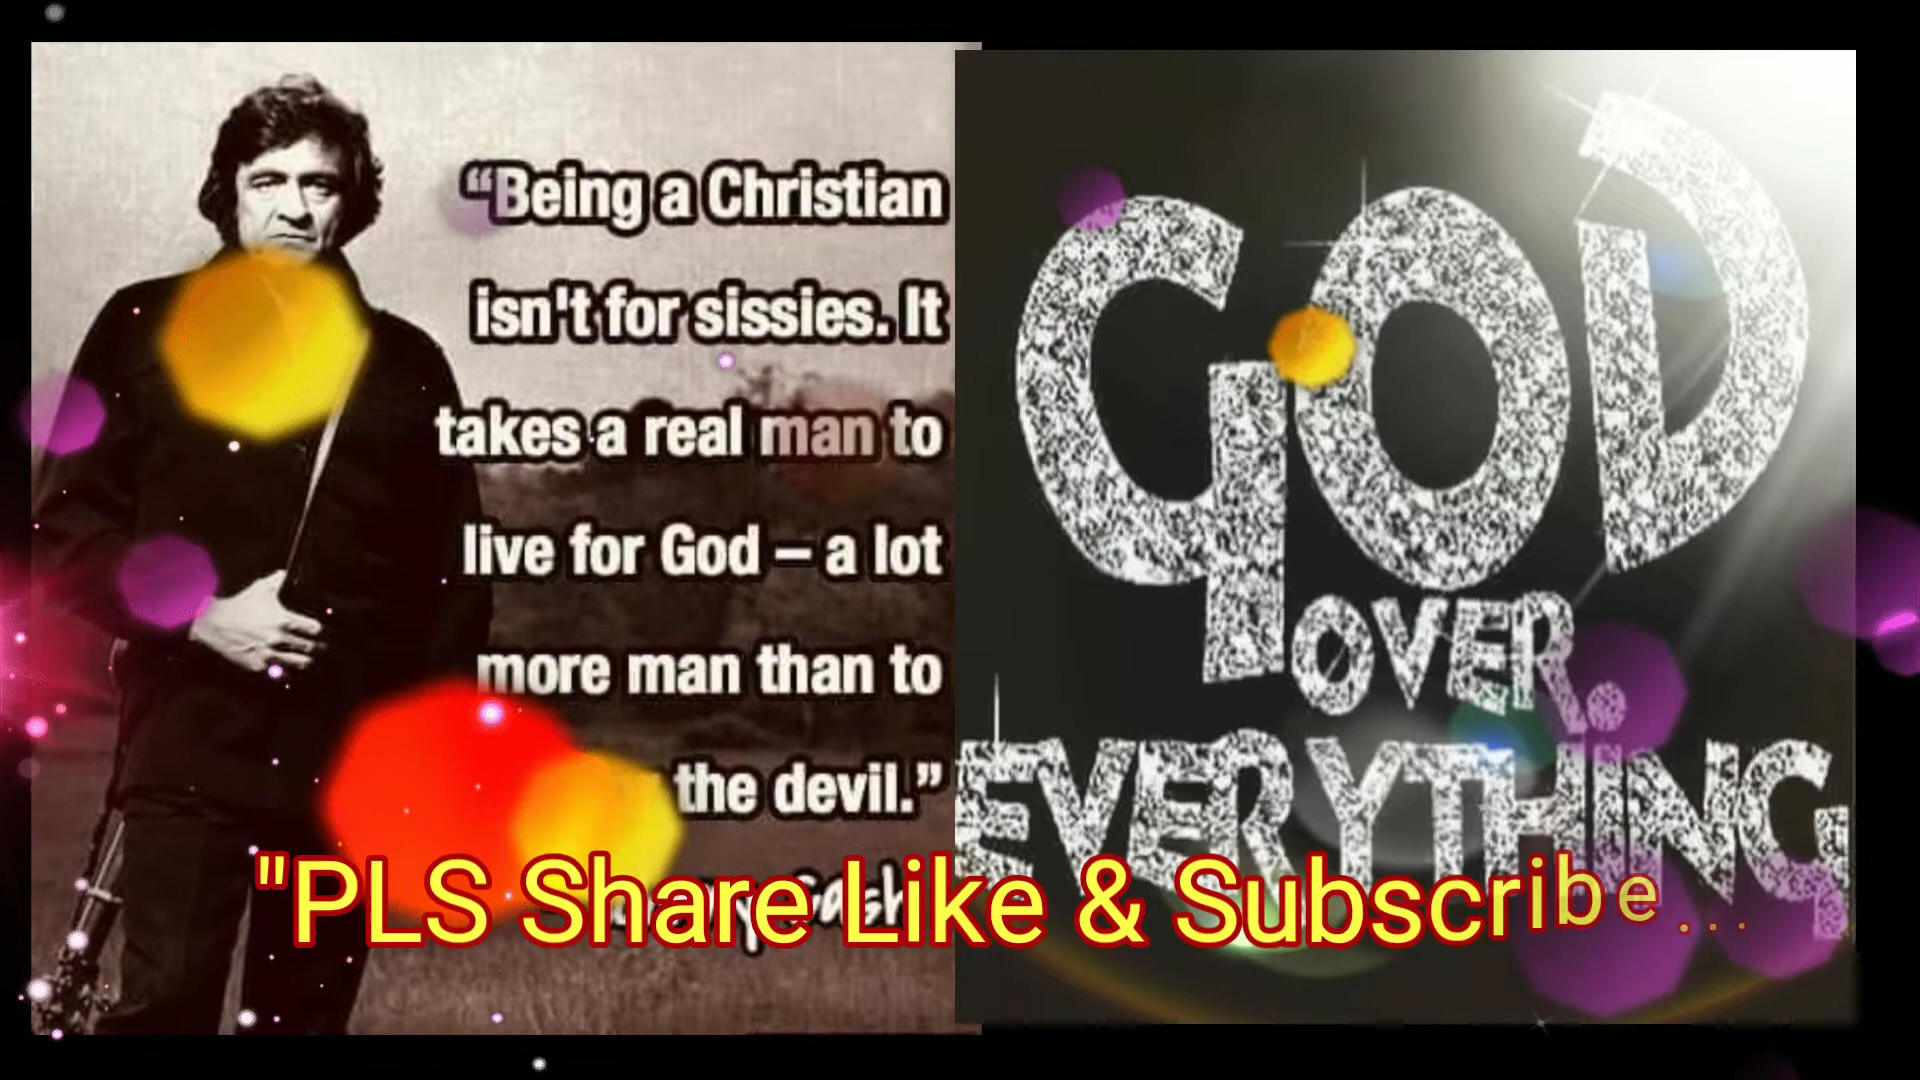 “Being a Christian
isn't for sissies. It
takes a real man to
live for God – a lot
more man than to
the devil.”
GOD
OVER
EVERYTHING
"PLS Share Like & Subscribe...